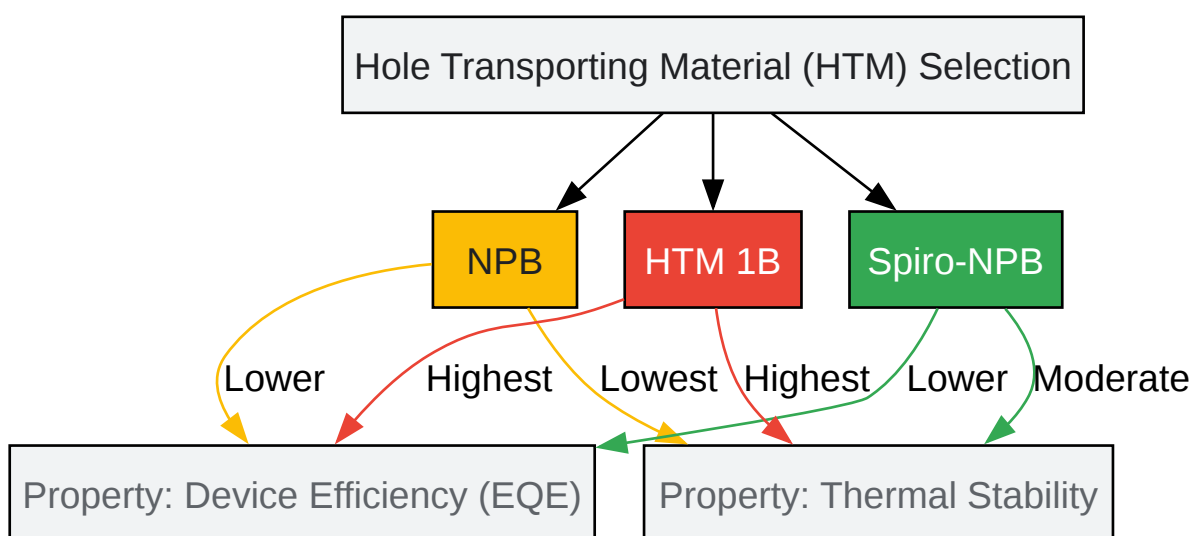 Hole Transporting Material (HTM) Selection
NPB
HTM 1B
Spiro-NPB
Lower
Highest
Lowest
Highest
Lower
Moderate
Property: Device Efficiency (EQE)
Property: Thermal Stability